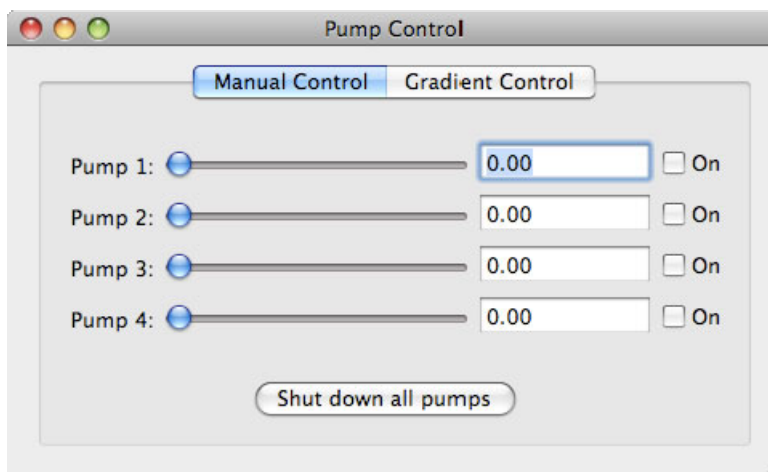 Pump Control
Manual Control Gradient Control
Pump 1: 0.00 On
Pump 2: 0.00 On
Pump 3: 0.00 On
Pump 4: 0.00 On
Shut down all pumps